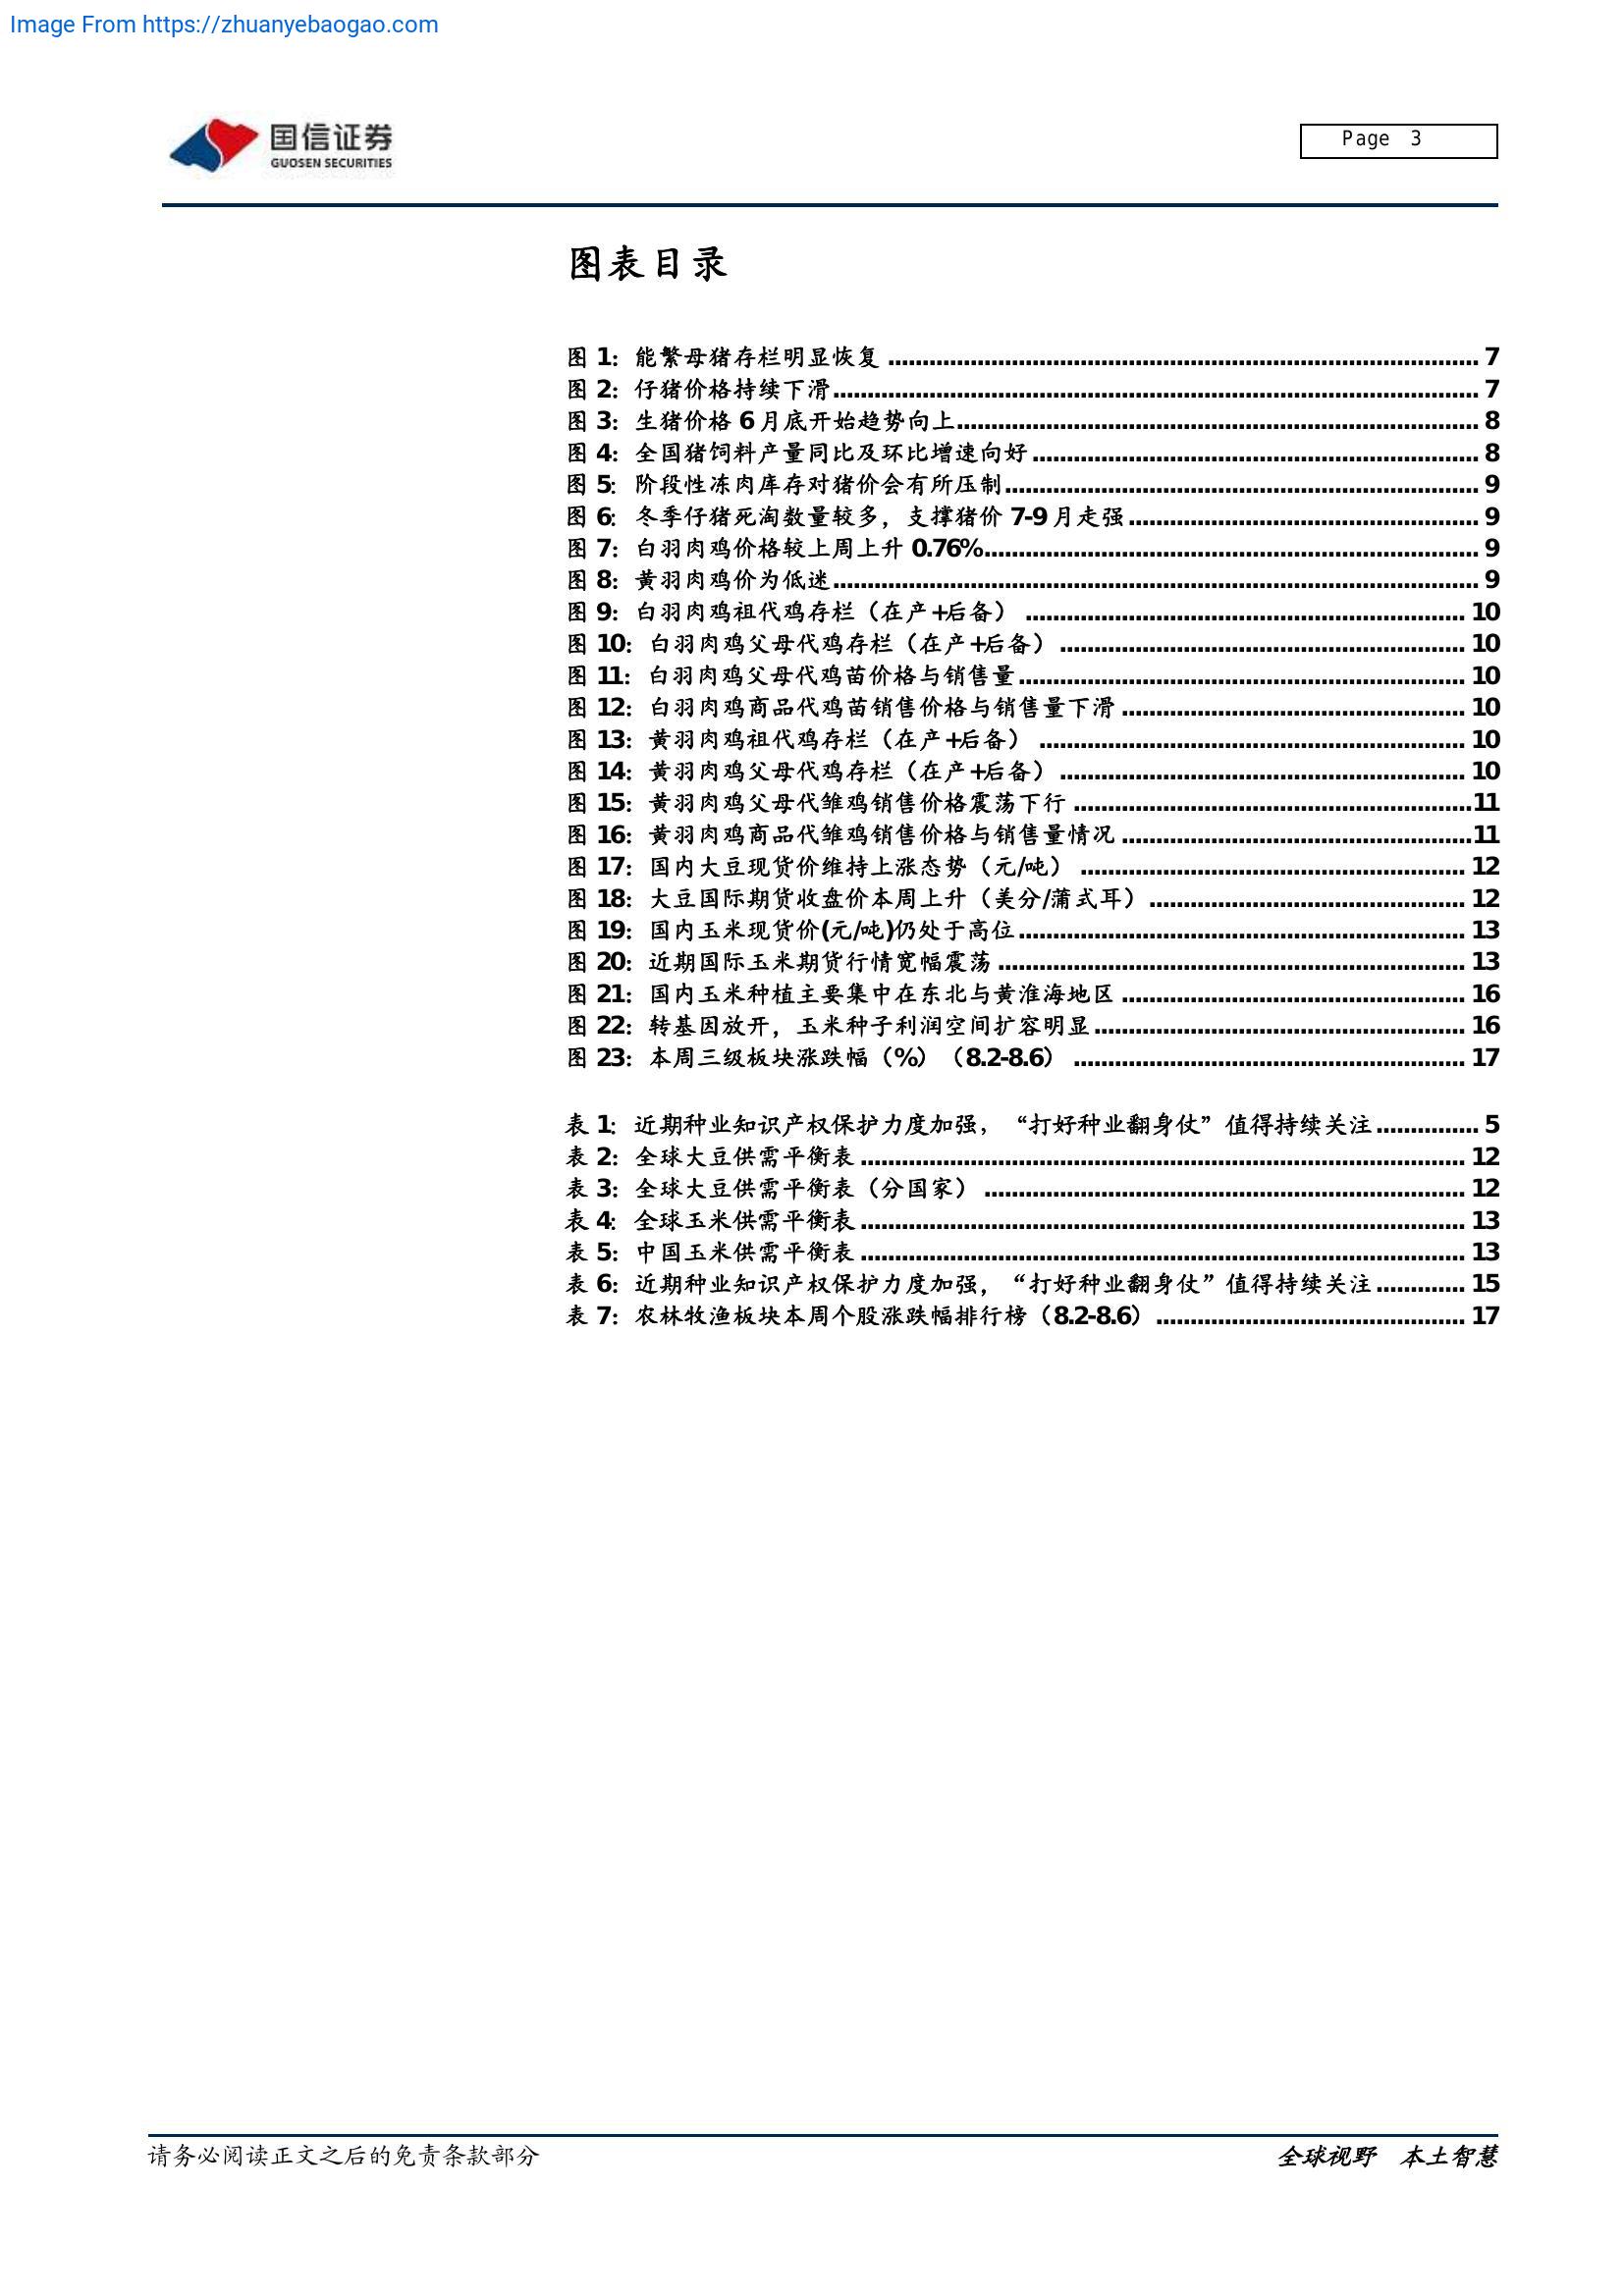 Image From https://zhuanyebaogao.com
国信证券
GUOSEN SECURITIES
Page 3
图表目录
图 1：能繁母猪存栏明显恢复 ........ 7
图 2：仔猪价格持续下滑 ........ 7
图 3：生猪价格 6 月底开始趋势向上 ........ 8
图 4：全国猪饲料产量同比及环比增速向好 ........ 8
图 5：阶段性冻肉库存对猪价会有所压制 ........ 9
图 6：冬季仔猪死淘数量较多，支撑猪价 7-9 月走强 ........ 9
图 7：白羽肉鸡价格较上周上升 0.76% ........ 9
图 8：黄羽肉鸡价为低迷 ........ 9
图 9：白羽肉鸡祖代鸡存栏（在产+后备） ........ 10
图 10：白羽肉鸡父母代鸡存栏（在产+后备） ........ 10
图 11：白羽肉鸡父母代鸡苗价格与销售量 ........ 10
图 12：白羽肉鸡商品代鸡苗销售价格与销售量下滑 ........ 10
图 13：黄羽肉鸡祖代鸡存栏（在产+后备） ........ 10
图 14：黄羽肉鸡父母代鸡存栏（在产+后备） ........ 10
图 15：黄羽肉鸡父母代雏鸡销售价格震荡下行 ........ 11
图 16：黄羽肉鸡商品代雏鸡销售价格与销售量情况 ........ 11
图 17：国内大豆现货价维持上涨态势（元/吨） ........ 12
图 18：大豆国际期货收盘价本周上升（美分/蒲式耳） ........ 12
图 19：国内玉米现货价(元/吨)仍处于高位 ........ 13
图 20：近期国际玉米期货行情宽幅震荡 ........ 13
图 21：国内玉米种植主要集中在东北与黄淮海地区 ........ 16
图 22：转基因放开，玉米种子利润空间扩容明显 ........ 16
图 23：本周三级板块涨跌幅（%）（8.2-8.6） ........ 17
表 1：近期种业知识产权保护力度加强，“打好种业翻身仗”值得持续关注 ........ 5
表 2：全球大豆供需平衡表 ........ 12
表 3：全球大豆供需平衡表（分国家） ........ 12
表 4：全球玉米供需平衡表 ........ 13
表 5：中国玉米供需平衡表 ........ 13
表 6：近期种业知识产权保护力度加强，“打好种业翻身仗”值得持续关注 ........ 15
表 7：农林牧渔板块本周个股涨跌幅排行榜（8.2-8.6） ........ 17
请务必阅读正文之后的免责条款部分
全球视野 本土智慧